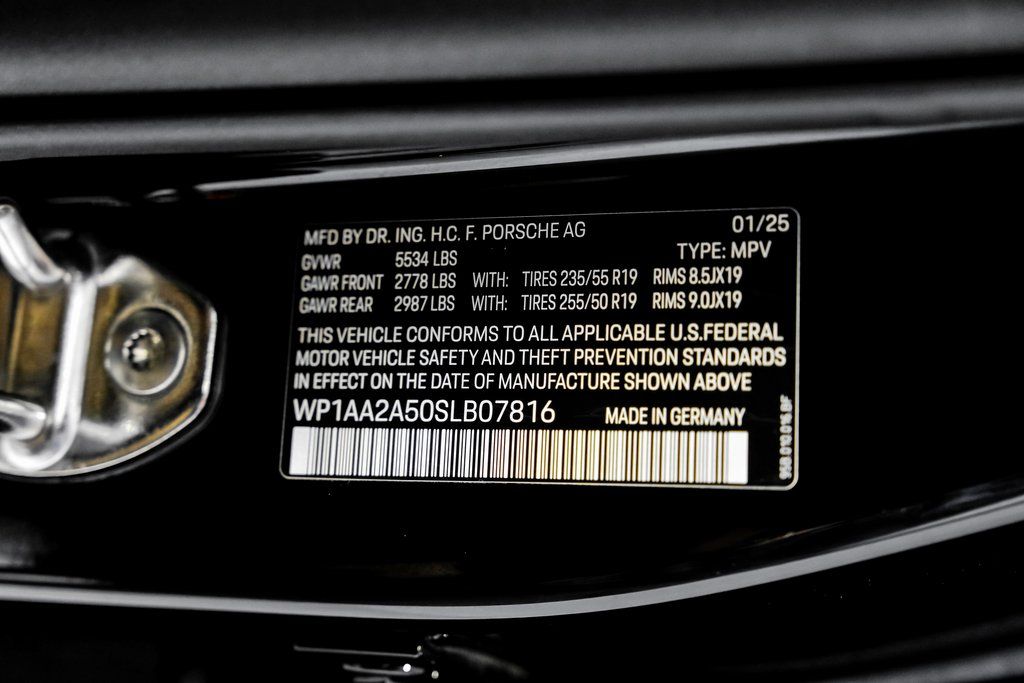 MFD BY DR. ING. H.C. F. PORSCHE AG 01/25
GVWR 5534 LBS TYPE: MPV
GAWR FRONT 2778 LBS WITH: TIRES 235/55 R19 RIMS 8.5JX19
GAWR REAR 2987 LBS WITH: TIRES 255/50 R19 RIMS 9.0JX19
THIS VEHICLE CONFORMS TO ALL APPLICABLE U.S.FEDERAL
MOTOR VEHICLE SAFETY AND THEFT PREVENTION STANDARDS
IN EFFECT ON THE DATE OF MANUFACTURE SHOWN ABOVE
WP1AA2A50SLB07816 MADE IN GERMANY